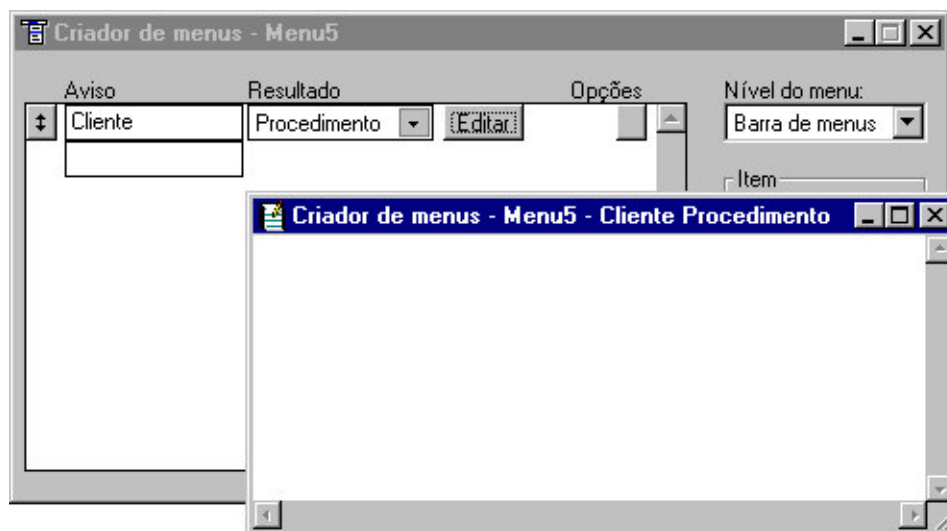 Criador de menus - Menu5
Aviso Resultado Opções Nível do menu:
Cliente Procedimento Editar Barra de menus
Item
Criador de menus - Menu5 - Cliente Procedimento